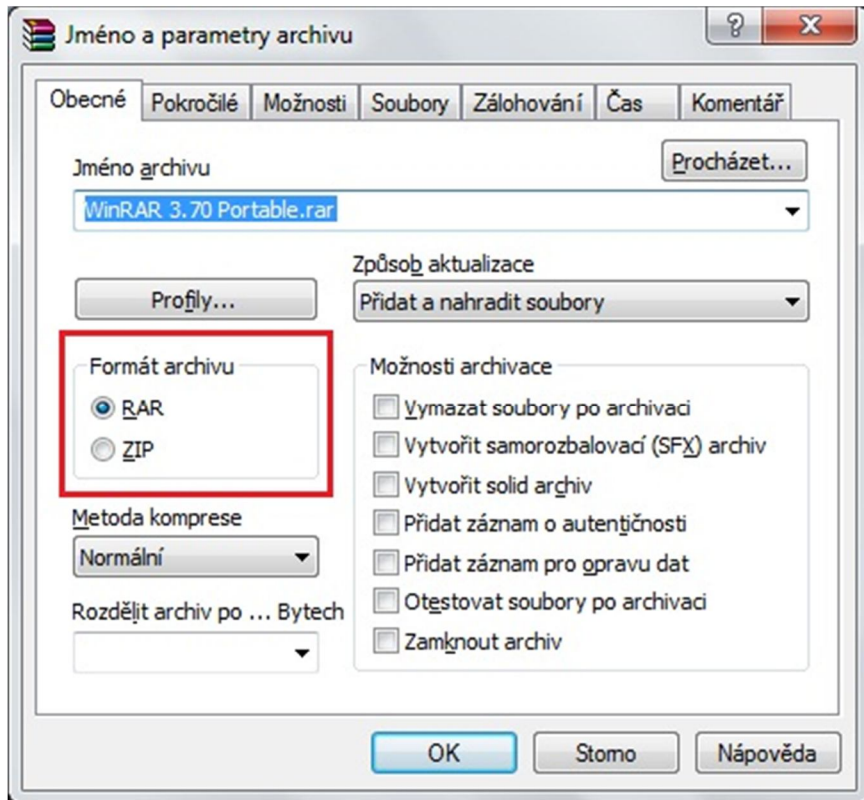 Jméno a parametry archivu
Obecné Pokročilé Možnosti Soubory Zálohování Čas Komentář
Jméno archivu
Procházet...
WinRAR 3.70 Portable.rar
Profily...
Způsob aktualizace
Přidat a nahradit soubory
Formát archivu
RAR
ZIP
Metoda komprese
Normální
Rozdělit archiv po ... Bytech
Možnosti archivace
Vymazat soubory po archivaci
Vytvořit samorozbalovací (SFX) archiv
Vytvořit solid archiv
Přidat záznam o autentičnosti
Přidat záznam pro opravu dat
Otestovat soubory po archivaci
Zamknout archiv
OK Storno Nápověda